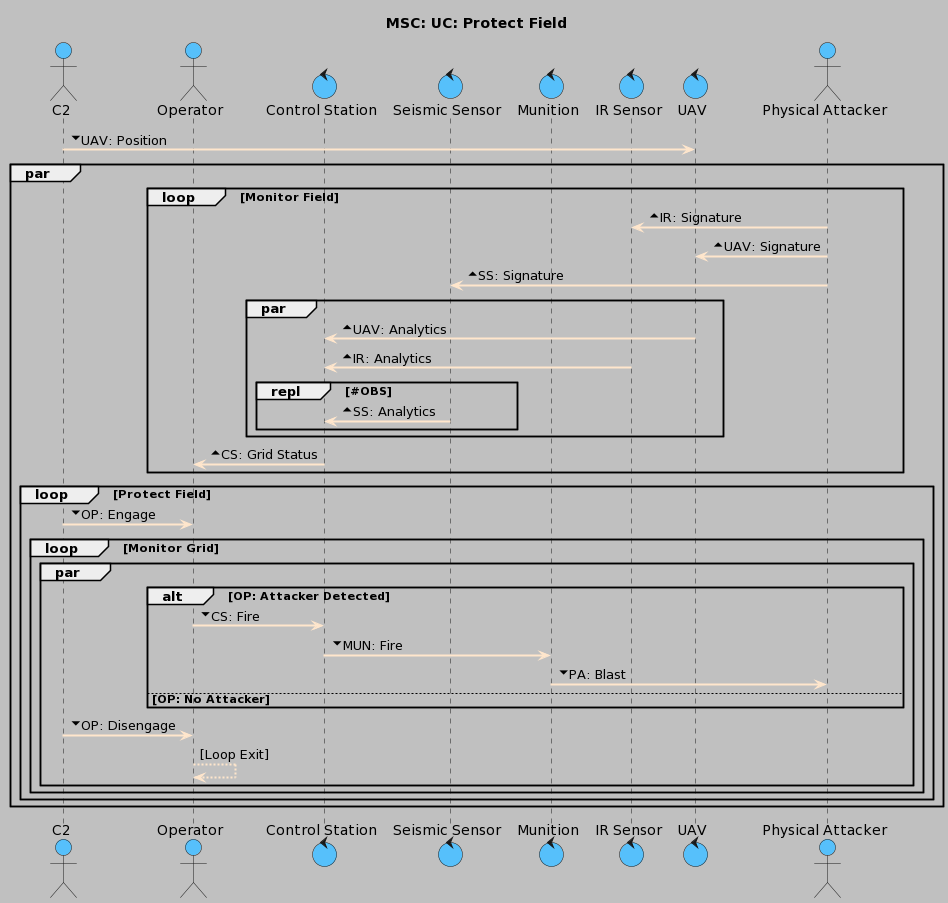 MSC: UC: Protect Field
C2 Operator Control Station Seismic Sensor Munition IR Sensor UAV Physical Attacker
UAV: Position
par
loop [Monitor Field]
IR: Signature
UAV: Signature
SS: Signature
par
UAV: Analytics
IR: Analytics
repl [#OBS]
SS: Analytics
CS: Grid Status
loop [Protect Field]
OP: Engage
loop [Monitor Grid]
par
alt [OP: Attacker Detected]
CS: Fire
MUN: Fire
PA: Blast
[OP: No Attacker]
OP: Disengage
[Loop Exit]
C2 Operator Control Station Seismic Sensor Munition IR Sensor UAV Physical Attacker